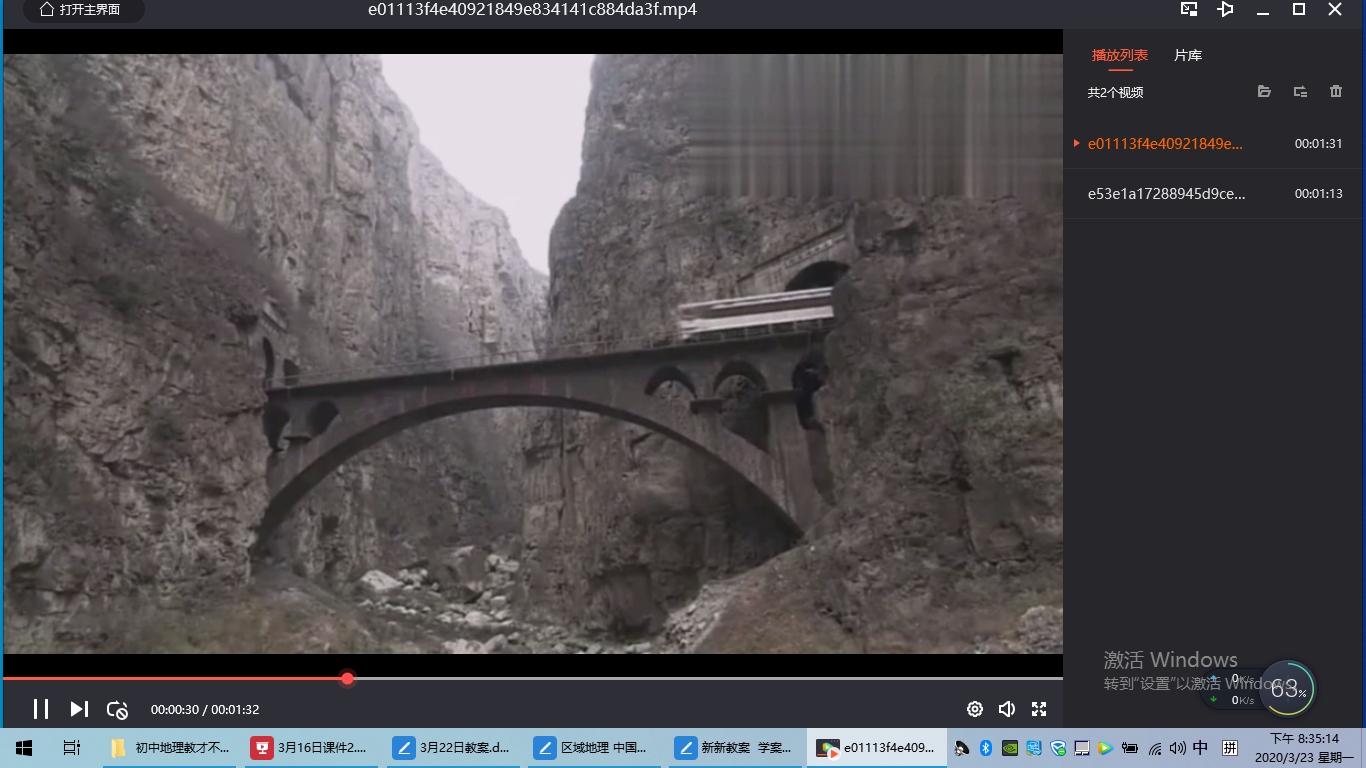 打开主界面
e01113f4e40921849e834141c884da3f.mp4
播放列表 片库
共2个视频
e01113f4e40921849e... 00:01:31
e53e1a17288945d9ce... 00:01:13
激活 Windows
转到"设置"以激活 Windows。
0K/s
0K/s
63%
00:00:30 / 00:01:32
初中地理教才不...
3月16日课件2....
3月22日教案.d...
区域地理 中国...
新新教案 学案...
e01113f4e409...
中
拼
下午 8:35:14
2020/3/23 星期一